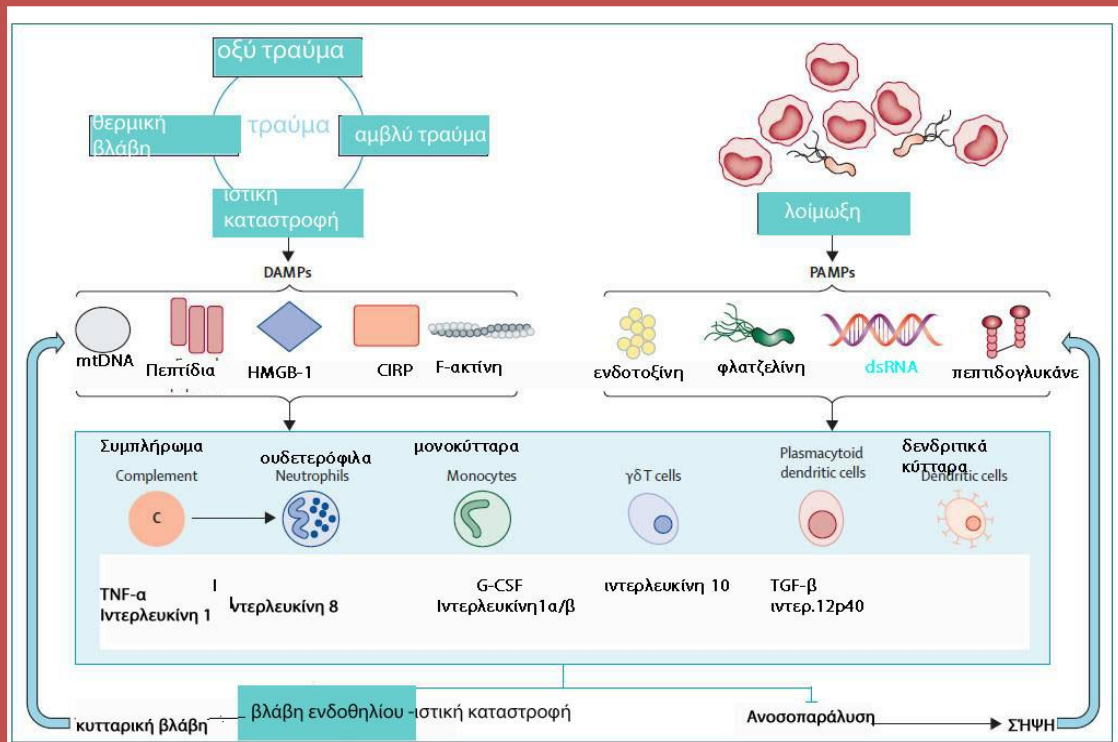 οξύ τραύμα
θερμική
βλάβη
τραύμα
αμβλύ τραύμα
ιστική
καταστροφή
λοίμωξη
DAMPs
PAMPs
mtDNA
Πεπτίδια
HMGB-1
CIRP
F-ακτίνη
ενδοτοξίνη
φλατζελίνη
dsRNA
πεπτιδογλυκάνε
Συμπλήρωμα
ουδετερόφιλα
μονοκύτταρα
δενδριτικά
κύτταρα
Complement
Neutrophils
Monocytes
γδ T cells
Plasmacytoid
dendritic cells
Dendritic cells
C
TNF-α
Ιντερλευκίνη 1
Ιντερλευκίνη 8
G-CSF
Ιντερλευκίνη1α/β
ιντερλευκίνη 10
TGF-β
ιντερ.12p40
κυτταρική βλάβη
βλάβη ενδοθηλίου -ιστική καταστροφή
Ανοσοπαράλυση
ΣΉΨΗ